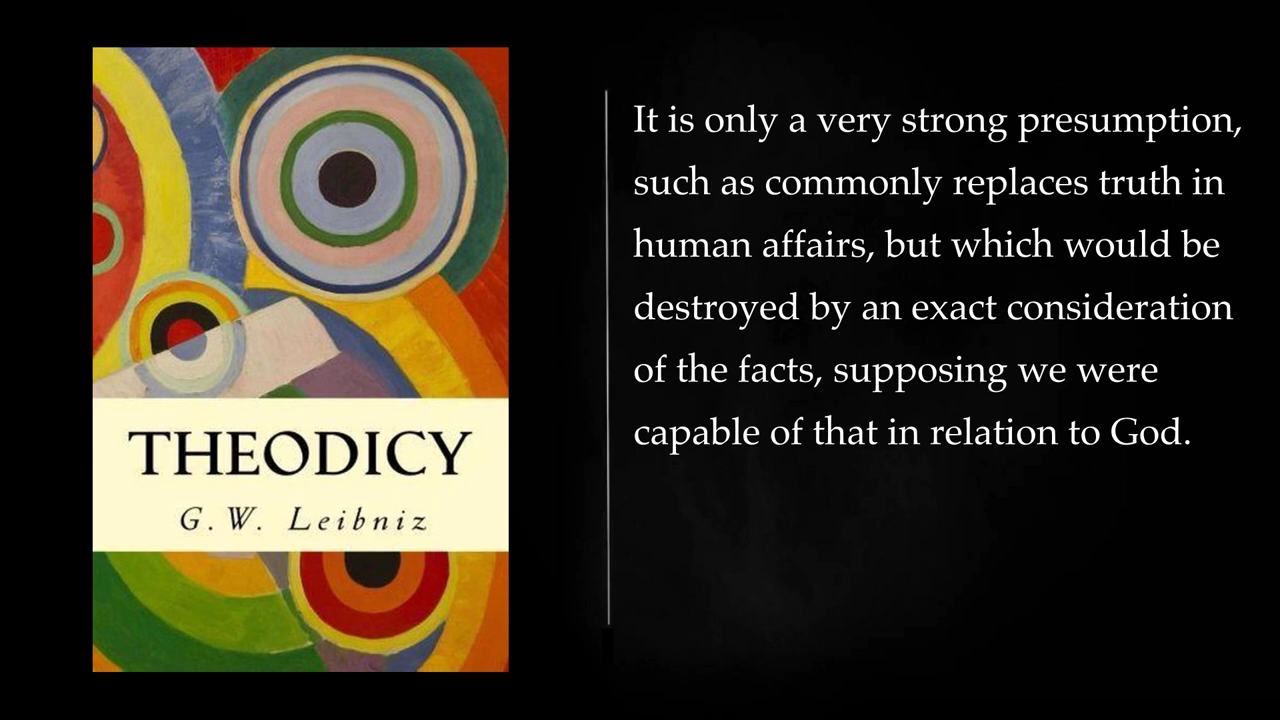 THEODICY
G. W. Leibniz
It is only a very strong presumption,
such as commonly replaces truth in
human affairs, but which would be
destroyed by an exact consideration
of the facts, supposing we were
capable of that in relation to God.